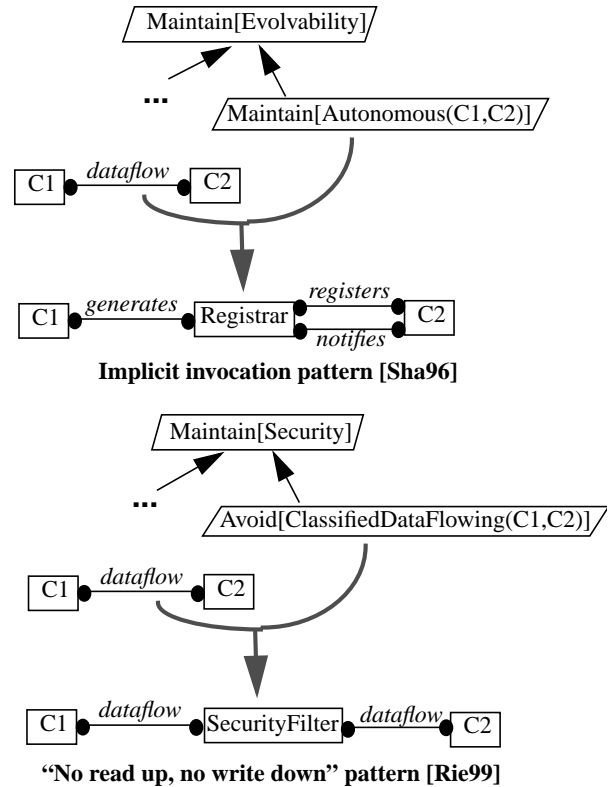 Maintain[Evolvability]
...
Maintain[Autonomous(C1,C2)]
dataflow
C1 C2
generates registers
C1 Registrar C2
notifies
Implicit invocation pattern [Sha96]
Maintain[Security]
...
Avoid[ClassifiedDataFlowing(C1,C2)]
dataflow
C1 C2
dataflow dataflow
C1 SecurityFilter C2
“No read up, no write down” pattern [Rie99]